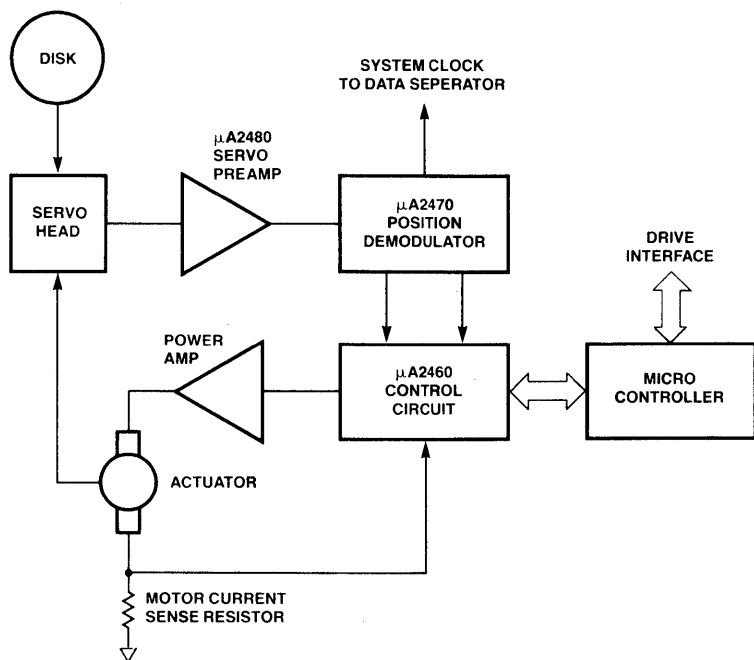 DISK
SYSTEM CLOCK
TO DATA SEPERATOR
μA2480
SERVO
PREAMP
SERVO
HEAD
μA2470
POSITION
DEMODULATOR
DRIVE
INTERFACE
POWER
AMP
μA2460
CONTROL
CIRCUIT
MICRO
CONTROLLER
ACTUATOR
MOTOR CURRENT
SENSE RESISTOR